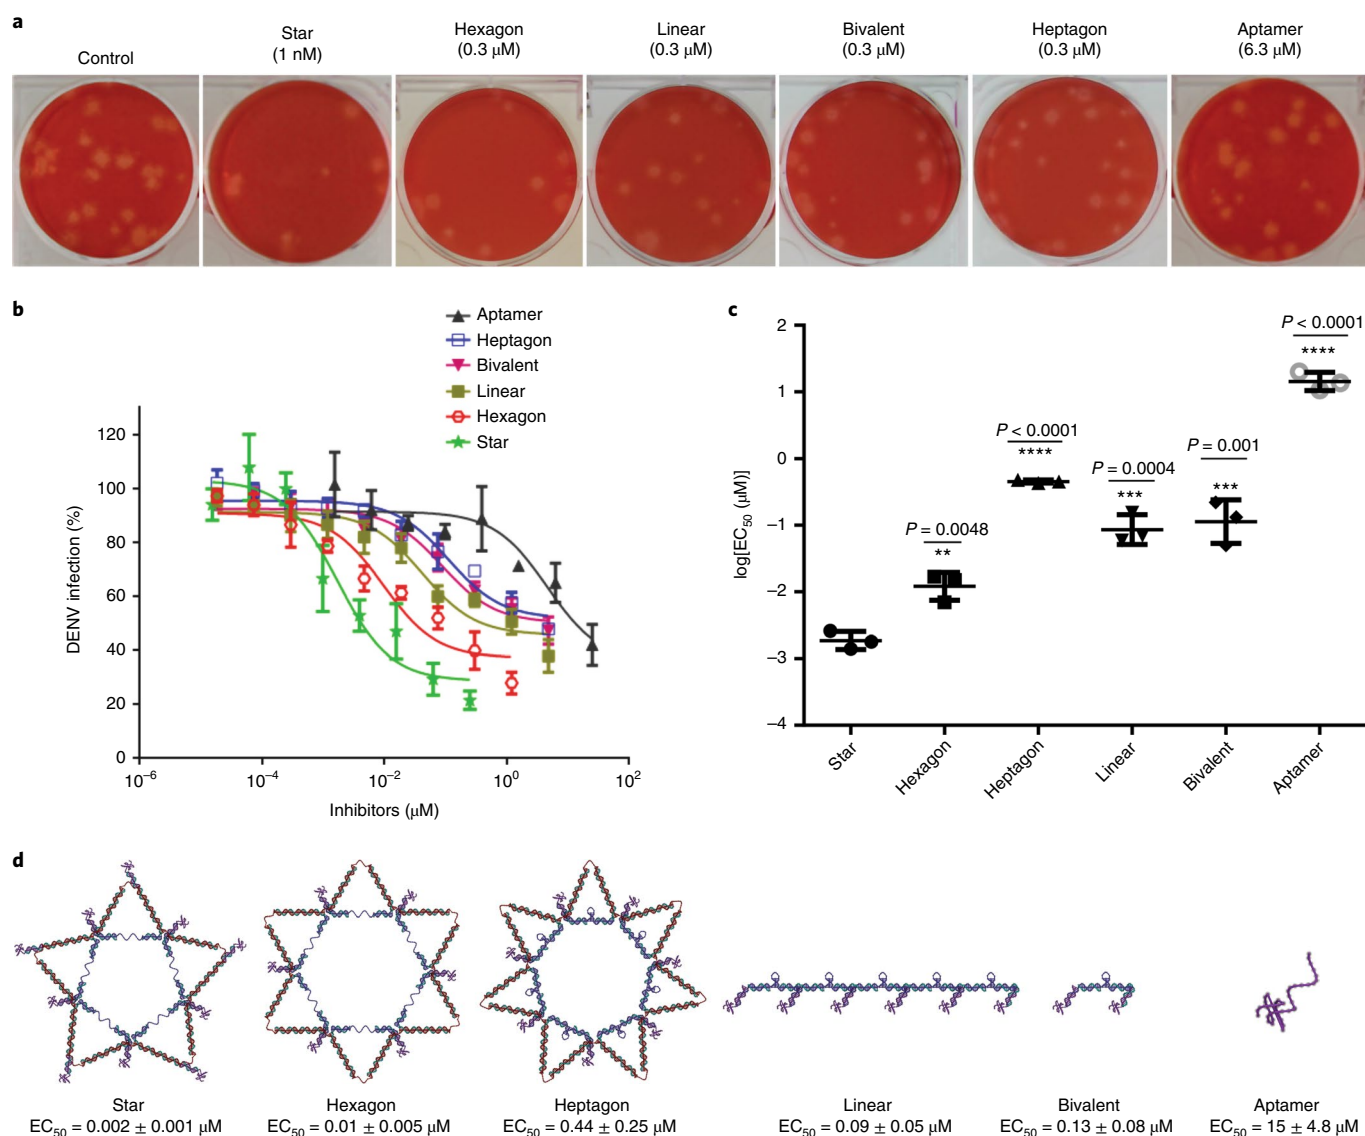 a
Control
Star
(1 nM)
Hexagon
(0.3 µM)
Linear
(0.3 µM)
Bivalent
(0.3 µM)
Heptagon
(0.3 µM)
Aptamer
(6.3 µM)
b
Aptamer
Heptagon
Bivalent
Linear
Hexagon
Star
DENV infection (%)
120
100
80
60
40
20
0
10⁻⁶
10⁻⁴
10⁻²
10⁰
10²
Inhibitors (µM)
c
log[EC₅₀ (µM)]
2
1
0
−1
−2
−3
−4
P = 0.0048
**
P < 0.0001
****
P = 0.0004
***
P = 0.001
***
P < 0.0001
****
Star
Hexagon
Heptagon
Linear
Bivalent
Aptamer
d
Star
EC₅₀ = 0.002 ± 0.001 µM
Hexagon
EC₅₀ = 0.01 ± 0.005 µM
Heptagon
EC₅₀ = 0.44 ± 0.25 µM
Linear
EC₅₀ = 0.09 ± 0.05 µM
Bivalent
EC₅₀ = 0.13 ± 0.08 µM
Aptamer
EC₅₀ = 15 ± 4.8 µM